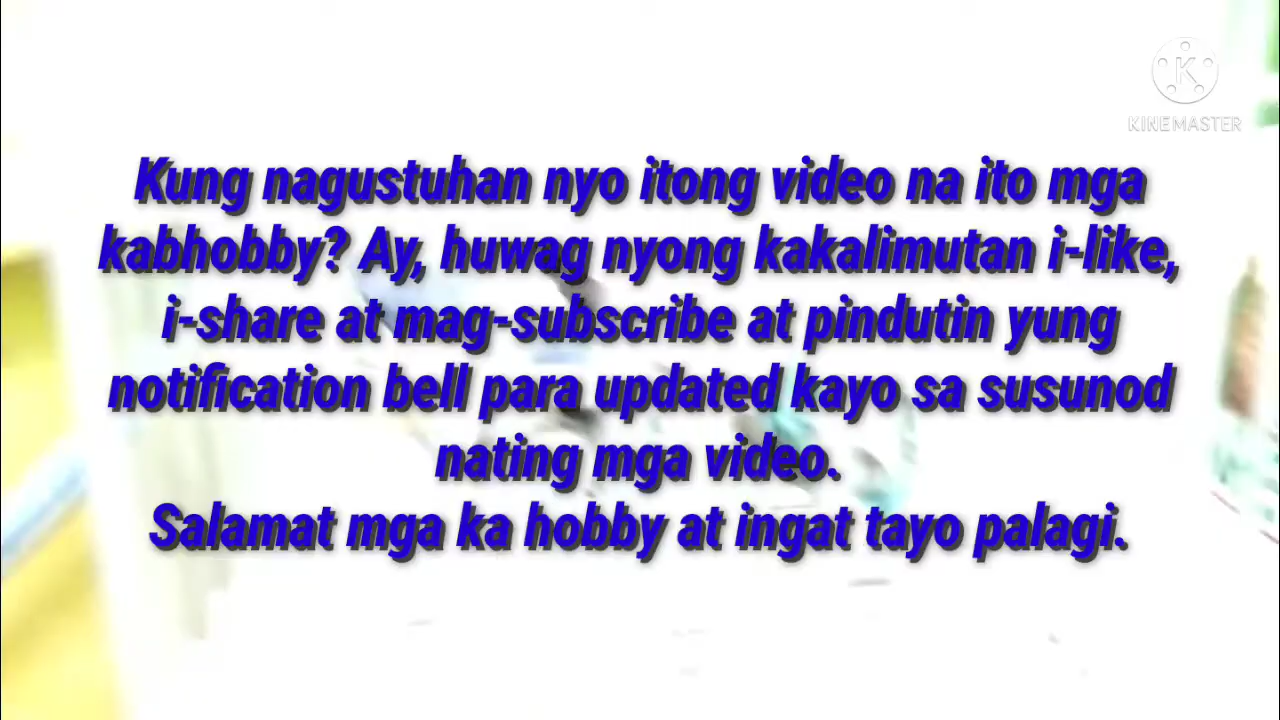 KINEMASTER
Kung nagustuhan nyo itong video na ito mga
kabhobby? Ay, huwag nyong kakalimutan i-like,
i-share at mag-subscribe at pindutin yung
notification bell para updated kayo sa susunod
nating mga video.
Salamat mga ka hobby at ingat tayo palagi.